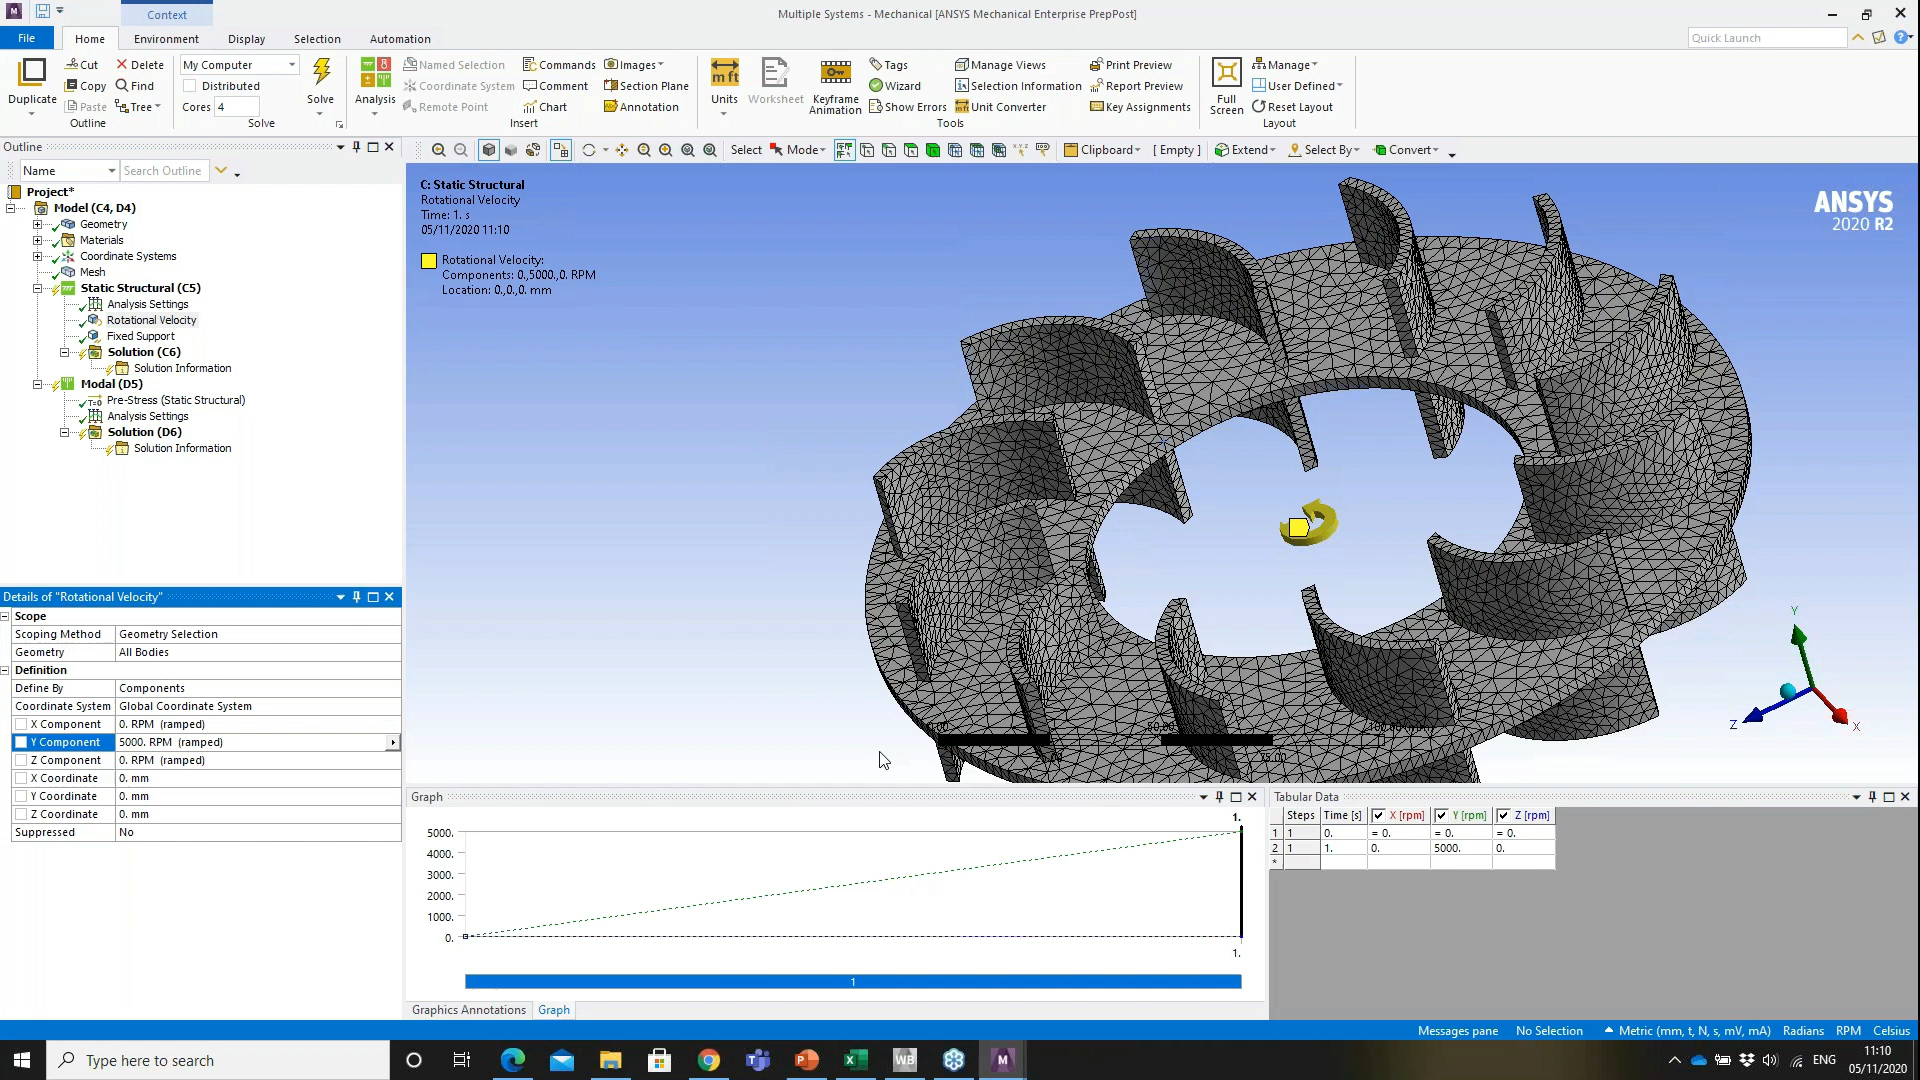 Context
Multiple Systems - Mechanical [ANSYS Mechanical Enterprise PrepPost]
File Home Environment Display Selection Automation
Quick Launch
Duplicate
Cut
Copy
Paste
Delete
Find
Tree
Outline
My Computer
Distributed
Cores 4
Solve
Solve
Analysis
Named Selection
Coordinate System
Remote Point
Commands
Comment
Chart
Images
Section Plane
Annotation
Insert
Units
Worksheet
Keyframe Animation
Tags
Wizard
Show Errors
Manage Views
Selection Information
Unit Converter
Print Preview
Report Preview
Key Assignments
Tools
Full Screen
Manage
User Defined
Reset Layout
Layout
Outline
Select Mode
Clipboard [ Empty ] Extend Select By Convert
Name Search Outline
Project*
Model (C4, D4)
Geometry
Materials
Coordinate Systems
Mesh
Static Structural (C5)
Analysis Settings
Rotational Velocity
Fixed Support
Solution (C6)
Solution Information
Modal (D5)
Pre-Stress (Static Structural)
Analysis Settings
Solution (D6)
Solution Information
C: Static Structural
Rotational Velocity
Time: 1. s
05/11/2020 11:10
Rotational Velocity:
Components: 0.,5000.,0. RPM
Location: 0.,0.,0. mm
ANSYS
2020 R2
Y
Z
X
Details of "Rotational Velocity"
Scope
Scoping Method Geometry Selection
Geometry All Bodies
Definition
Define By Components
Coordinate System Global Coordinate System
X Component 0. RPM (ramped)
Y Component 5000. RPM (ramped)
Z Component 0. RPM (ramped)
X Coordinate 0. mm
Y Coordinate 0. mm
Z Coordinate 0. mm
Suppressed No
Graph
1.
5000.
4000.
3000.
2000.
1000.
0.
1.
1
Graphics Annotations Graph
Tabular Data
Steps Time [s] X [rpm] Y [rpm] Z [rpm]
1 1 0. = 0. = 0. = 0.
2 1 1. 0. 5000. 0.
*
Messages pane No Selection Metric (mm, t, N, s, mV, mA) Radians RPM Celsius
Type here to search
ENG
11:10
05/11/2020